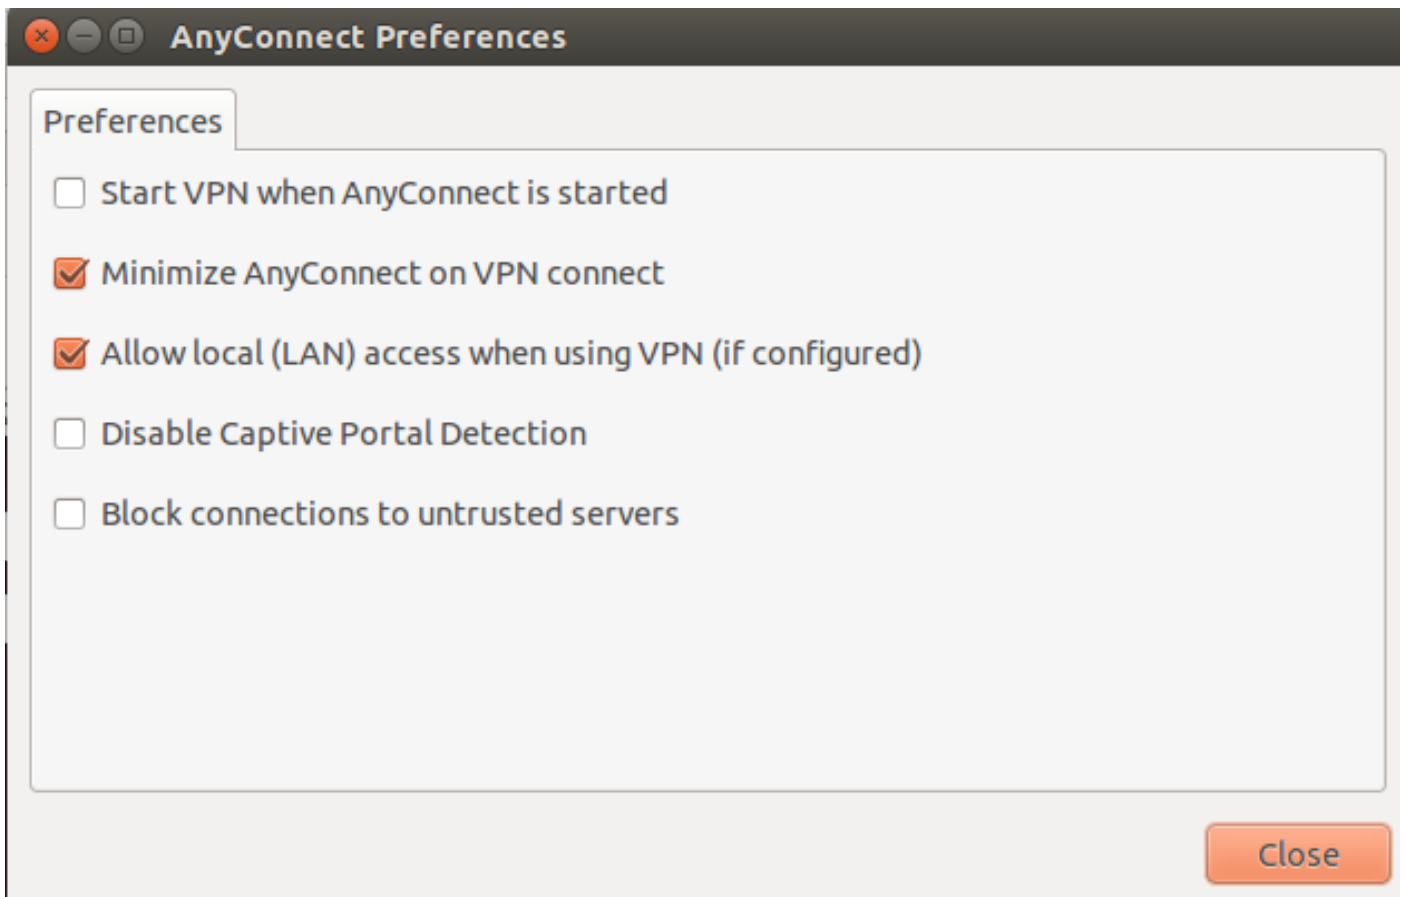 AnyConnect Preferences
Preferences
Start VPN when AnyConnect is started
Minimize AnyConnect on VPN connect
Allow local (LAN) access when using VPN (if configured)
Disable Captive Portal Detection
Block connections to untrusted servers
Close